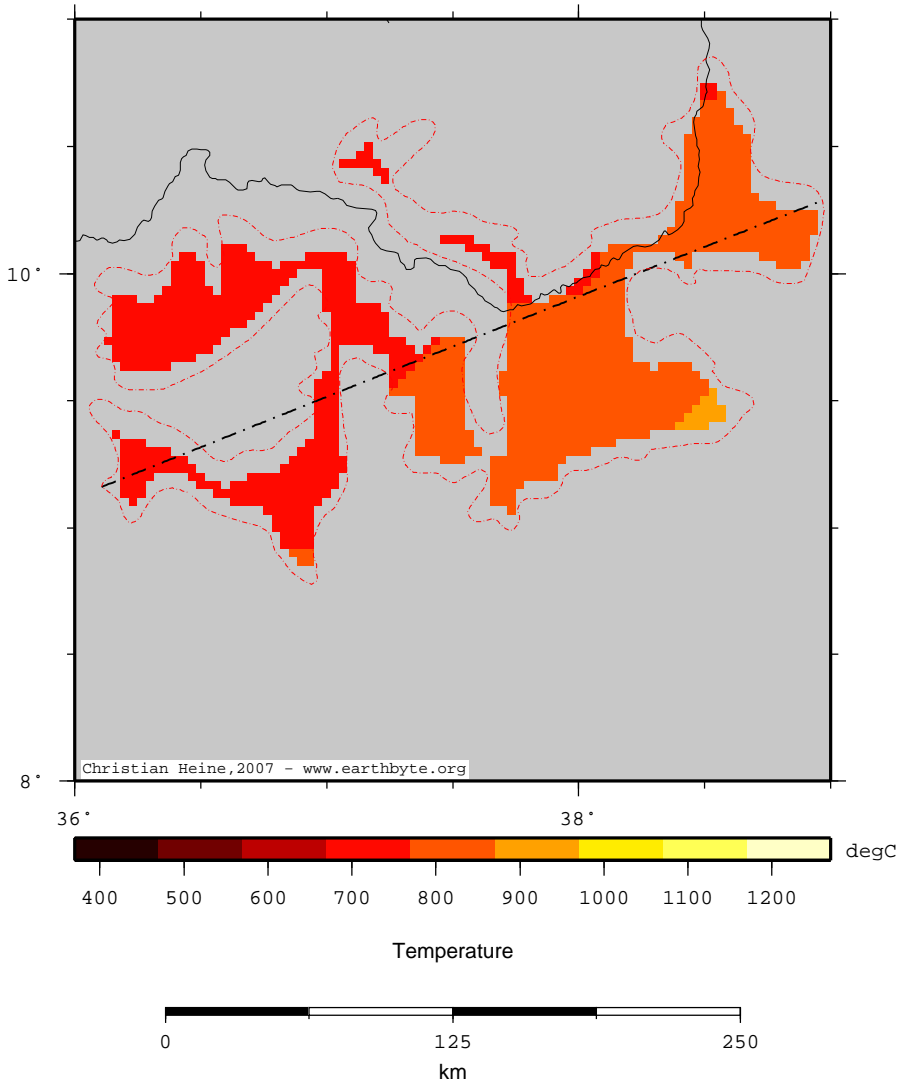 10°
8°
Christian Heine,2007 - www.earthbyte.org
36° 38°
degC
400 500 600 700 800 900 1000 1100 1200
Temperature
0 125 250
km